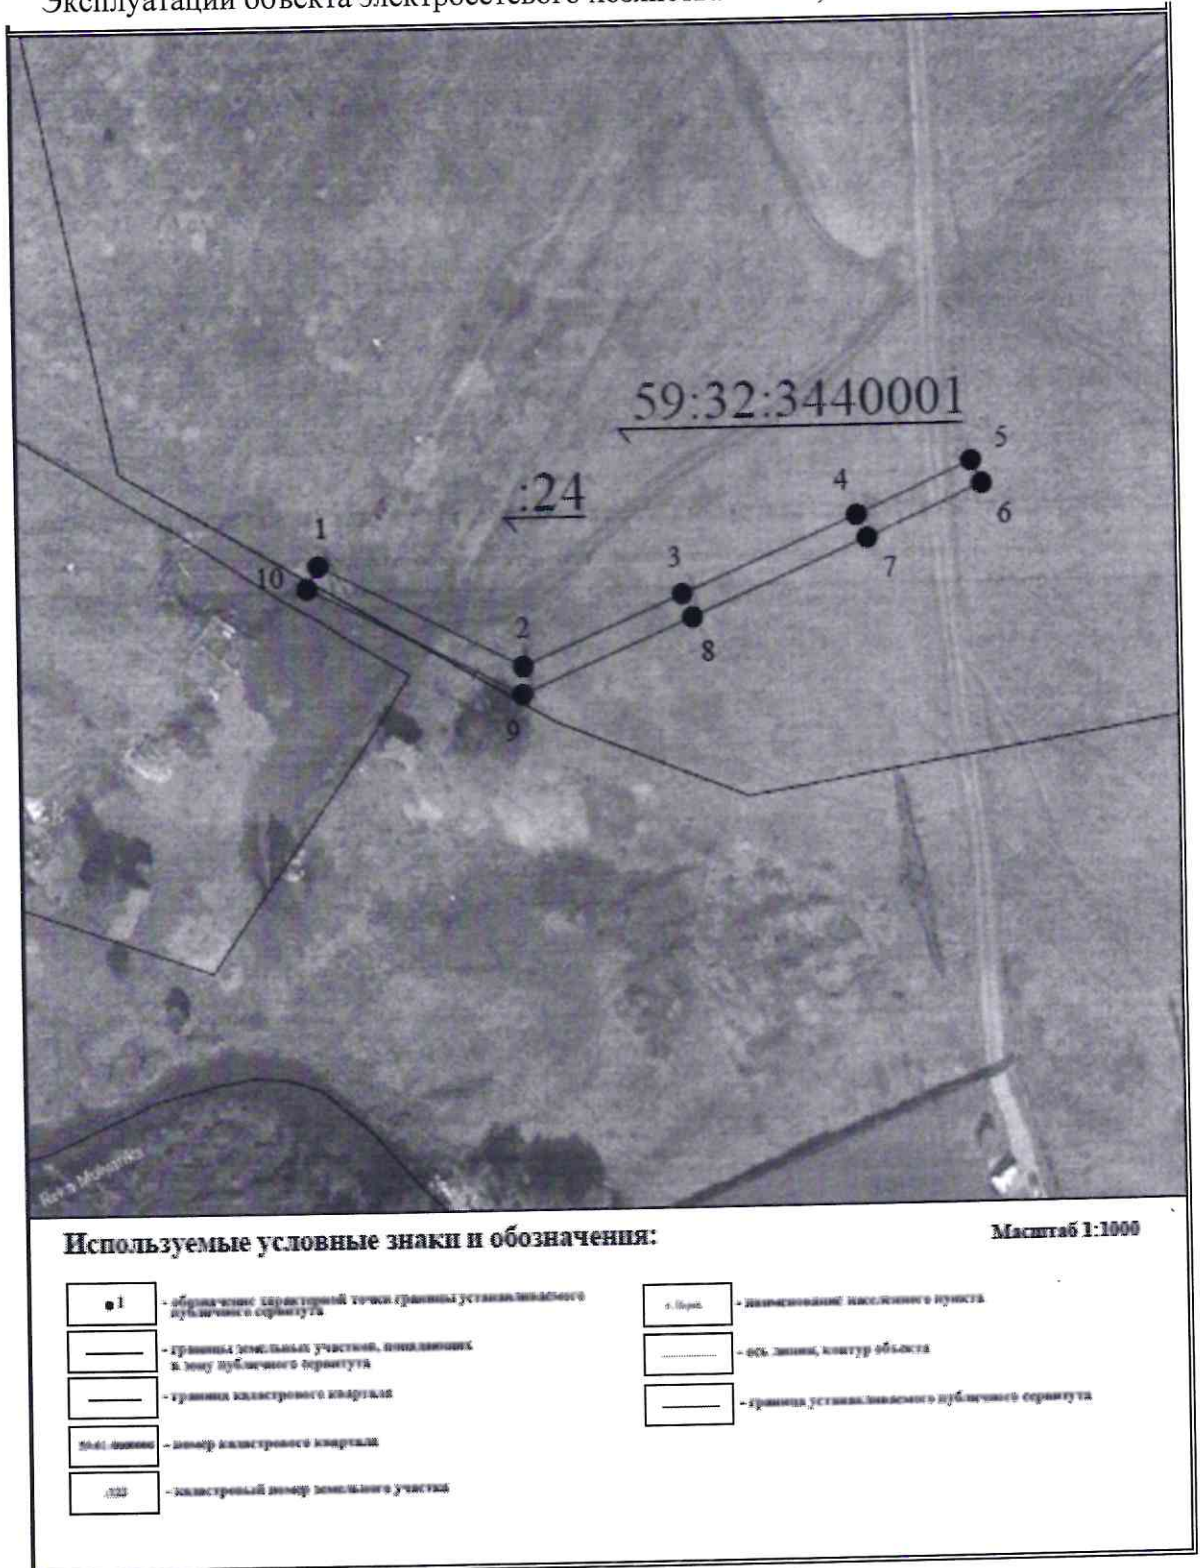 Эксплуатации объекта электросетевого хозяйства
59:32:3440001
5
4
6
:24
1
3
7
10
2
8
9
Используемые условные знаки и обозначения:
Масштаб 1:1000
1
- обозначение характерной точки границы устанавливаемого
публичного сервитута
- наименование населенного пункта
- границы земельных участков, попадающих
в зону публичного сервитута
- ось линии, контур объекта
- граница кадастрового квартала
- граница устанавливаемого публичного сервитута
- номер кадастрового квартала
:123
- кадастровый номер земельного участка